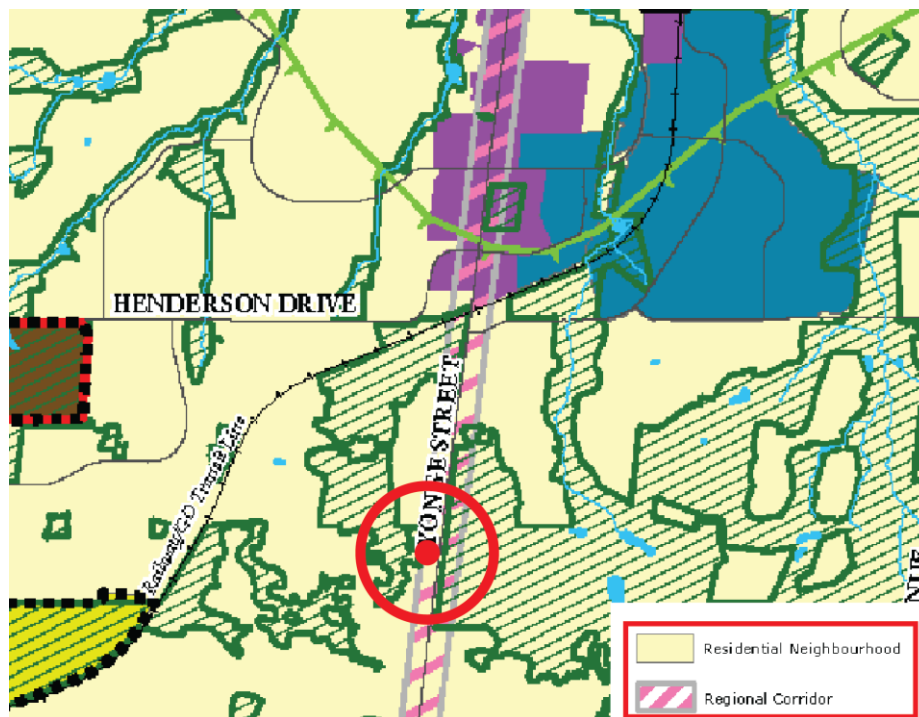 HENDERSON DRIVE
YONGE STREET
Railway/GO Transit Line
Residential Neighbourhood
Regional Corridor